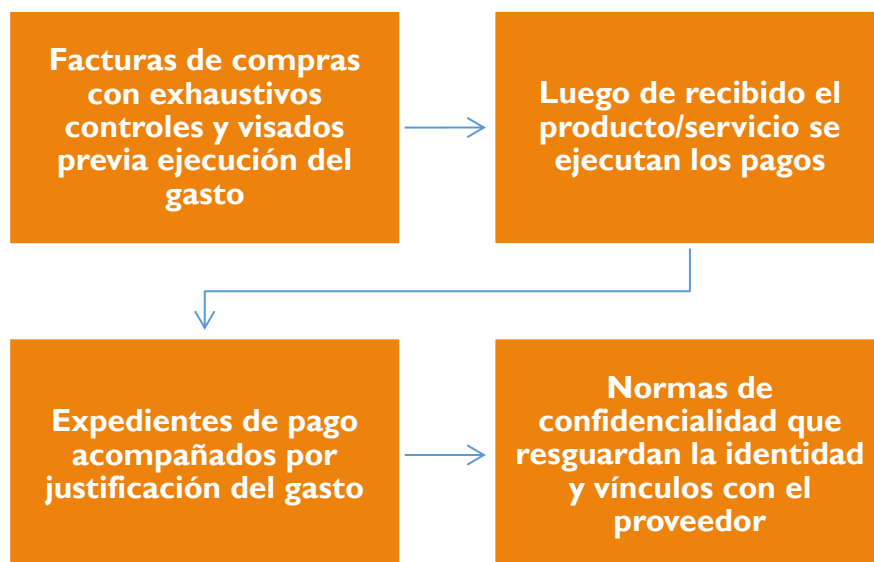 Facturas de compras
con exhaustivos
controles y visados
previa ejecución del
gasto
Luego de recibido el
producto/servicio se
ejecutan los pagos
Expedientes de pago
acompañados por
justificación del gasto
Normas de
confidencialidad que
resguardan la identidad
y vínculos con el
proveedor